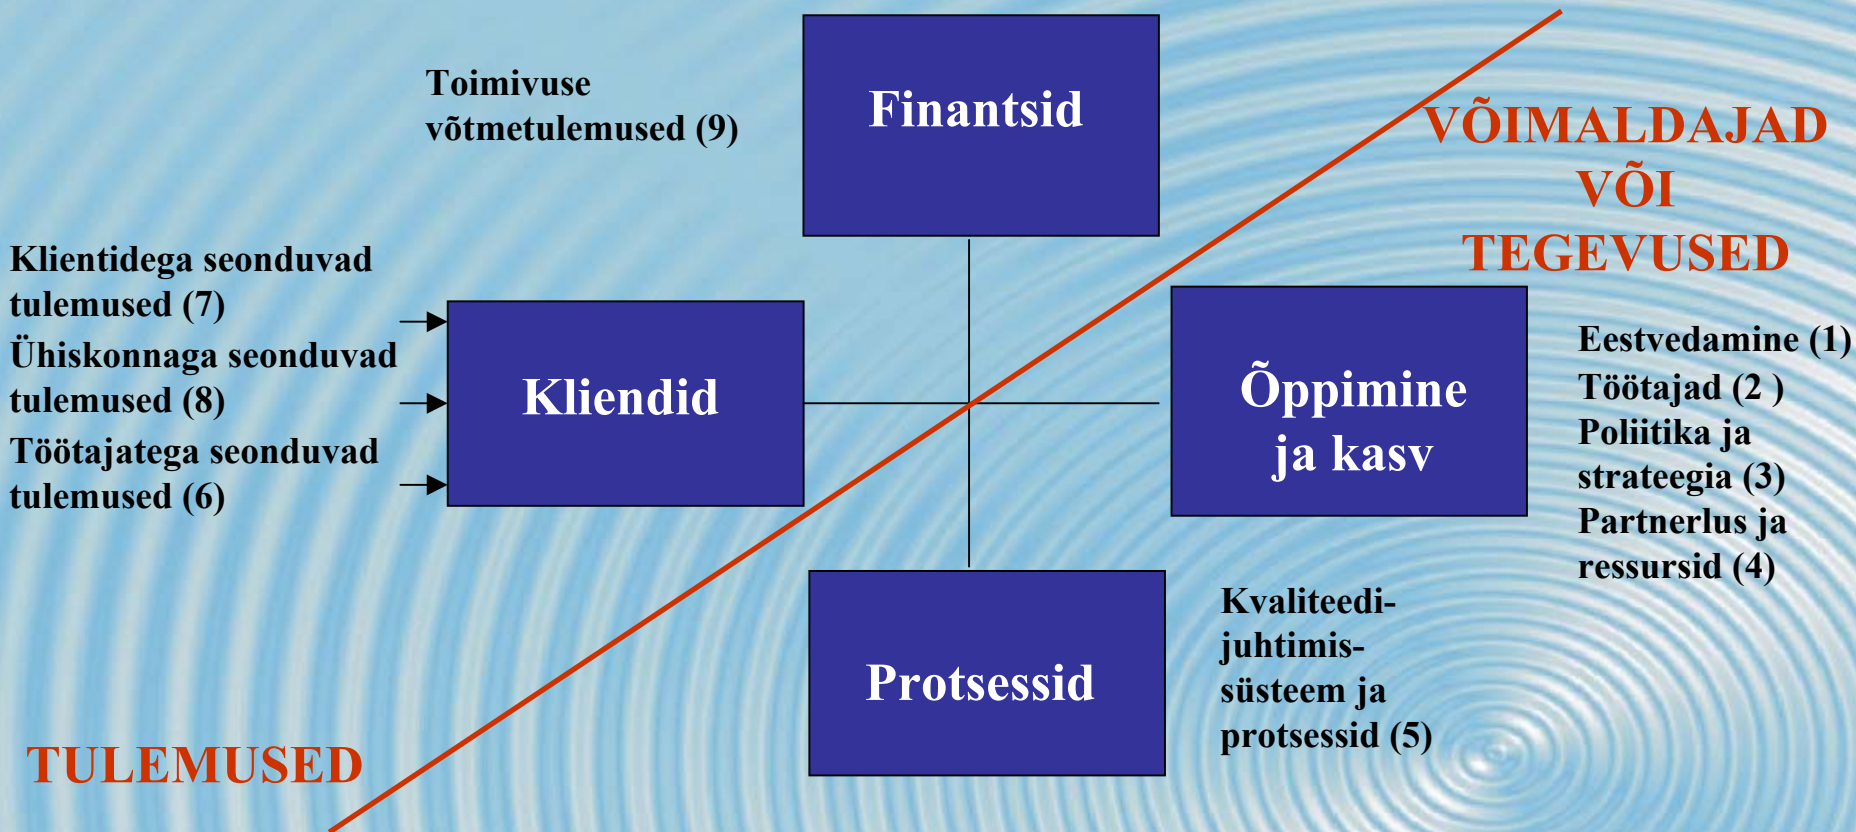 Toimivuse
võtmetulemused (9)
Finantsid
VÕIMALDAJAD
VÕI
TEGEVUSED
Klientidega seonduvad
tulemused (7)
Ühiskonnaga seonduvad
tulemused (8)
Töötajatega seonduvad
tulemused (6)
Kliendid
Õppimine
ja kasv
Eestvedamine (1)
Töötajad (2 )
Poliitika ja
strateegia (3)
Partnerlus ja
ressursid (4)
Protsessid
Kvaliteedi-
juhtimis-
süsteem ja
protsessid (5)
TULEMUSED